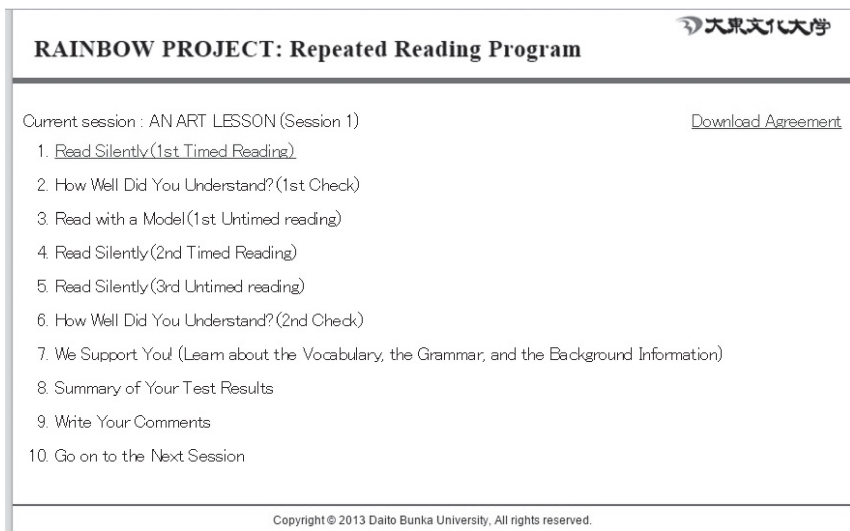 大東文化大学
RAINBOW PROJECT: Repeated Reading Program
Current session : AN ART LESSON (Session 1)
Download Agreement
1. Read Silently(1st Timed Reading)
2. How Well Did You Understand?(1st Check)
3. Read with a Model(1st Untimed reading)
4. Read Silently(2nd Timed Reading)
5. Read Silently(3rd Untimed reading)
6. How Well Did You Understand?(2nd Check)
7. We Support You! (Learn about the Vocabulary, the Grammar, and the Background Information)
8. Summary of Your Test Results
9. Write Your Comments
10. Go on to the Next Session
Copyright © 2013 Daito Bunka University, All rights reserved.